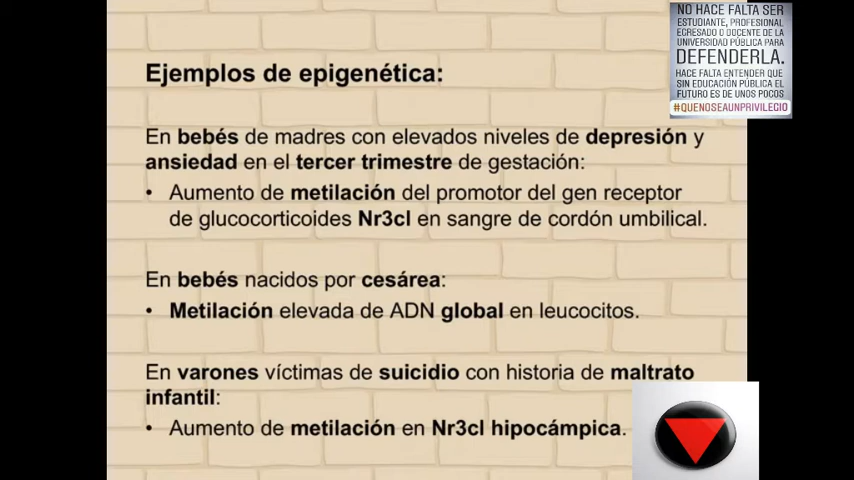 Ejemplos de epigenética:
En bebés de madres con elevados niveles de depresión y
ansiedad en el tercer trimestre de gestación:
• Aumento de metilación del promotor del gen receptor
de glucocorticoides Nr3cl en sangre de cordón umbilical.
En bebés nacidos por cesárea:
• Metilación elevada de ADN global en leucocitos.
En varones víctimas de suicidio con historia de maltrato
infantil:
• Aumento de metilación en Nr3cl hipocámpica.
NO HACE FALTA SER
ESTUDIANTE, PROFESIONAL
EGRESADO O DOCENTE DE LA
UNIVERSIDAD PÚBLICA PARA
DEFENDERLA.
HACE FALTA ENTENDER QUE
SIN EDUCACIÓN PÚBLICA EL
FUTURO ES DE UNOS POCOS
#QUENOSEAUNPRIVILEGIO